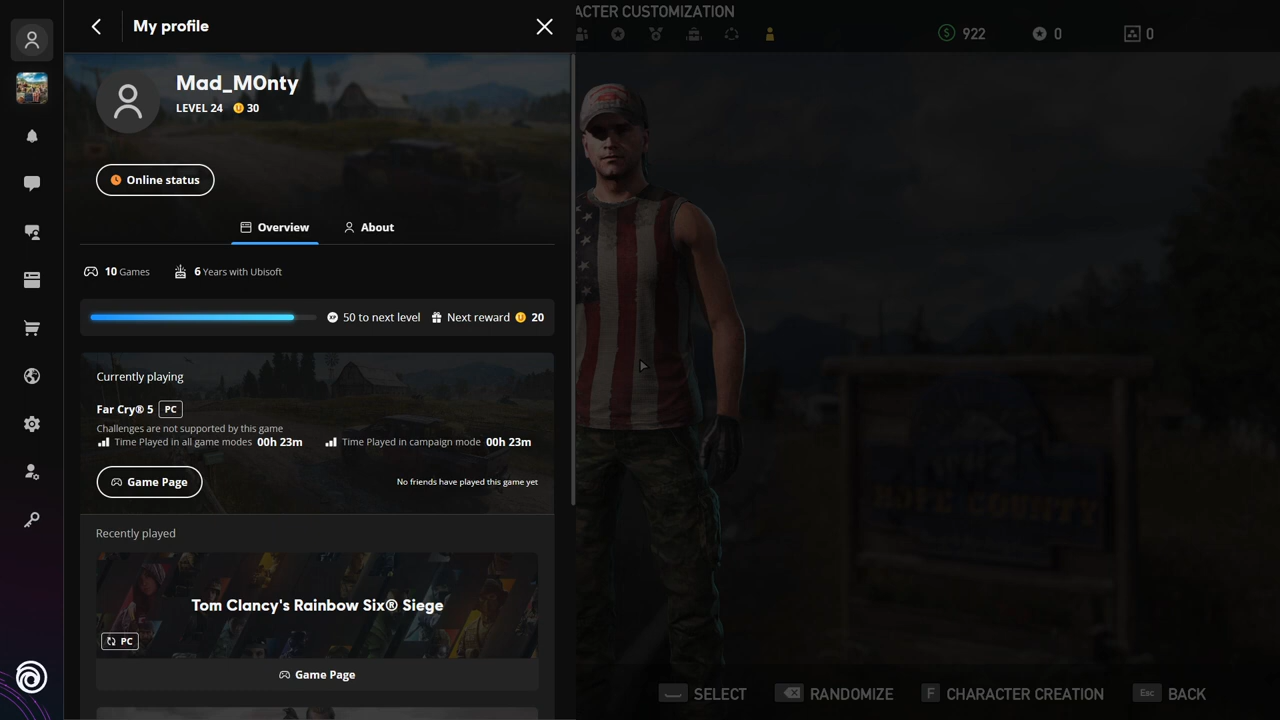 My profile
ACTER CUSTOMIZATION
922
0
0
Mad_M0nty
LEVEL 24
30
Online status
Overview
About
10 Games
6 Years with Ubisoft
XP 50 to next level
Next reward 20
Currently playing
Far Cry® 5 PC
Challenges are not supported by this game
Time Played in all game modes 00h 23m
Time Played in campaign mode 00h 23m
Game Page
No friends have played this game yet
HOPE COUNTY
Recently played
Tom Clancy's Rainbow Six® Siege
PC
Game Page
SELECT
RANDOMIZE
F CHARACTER CREATION
Esc BACK